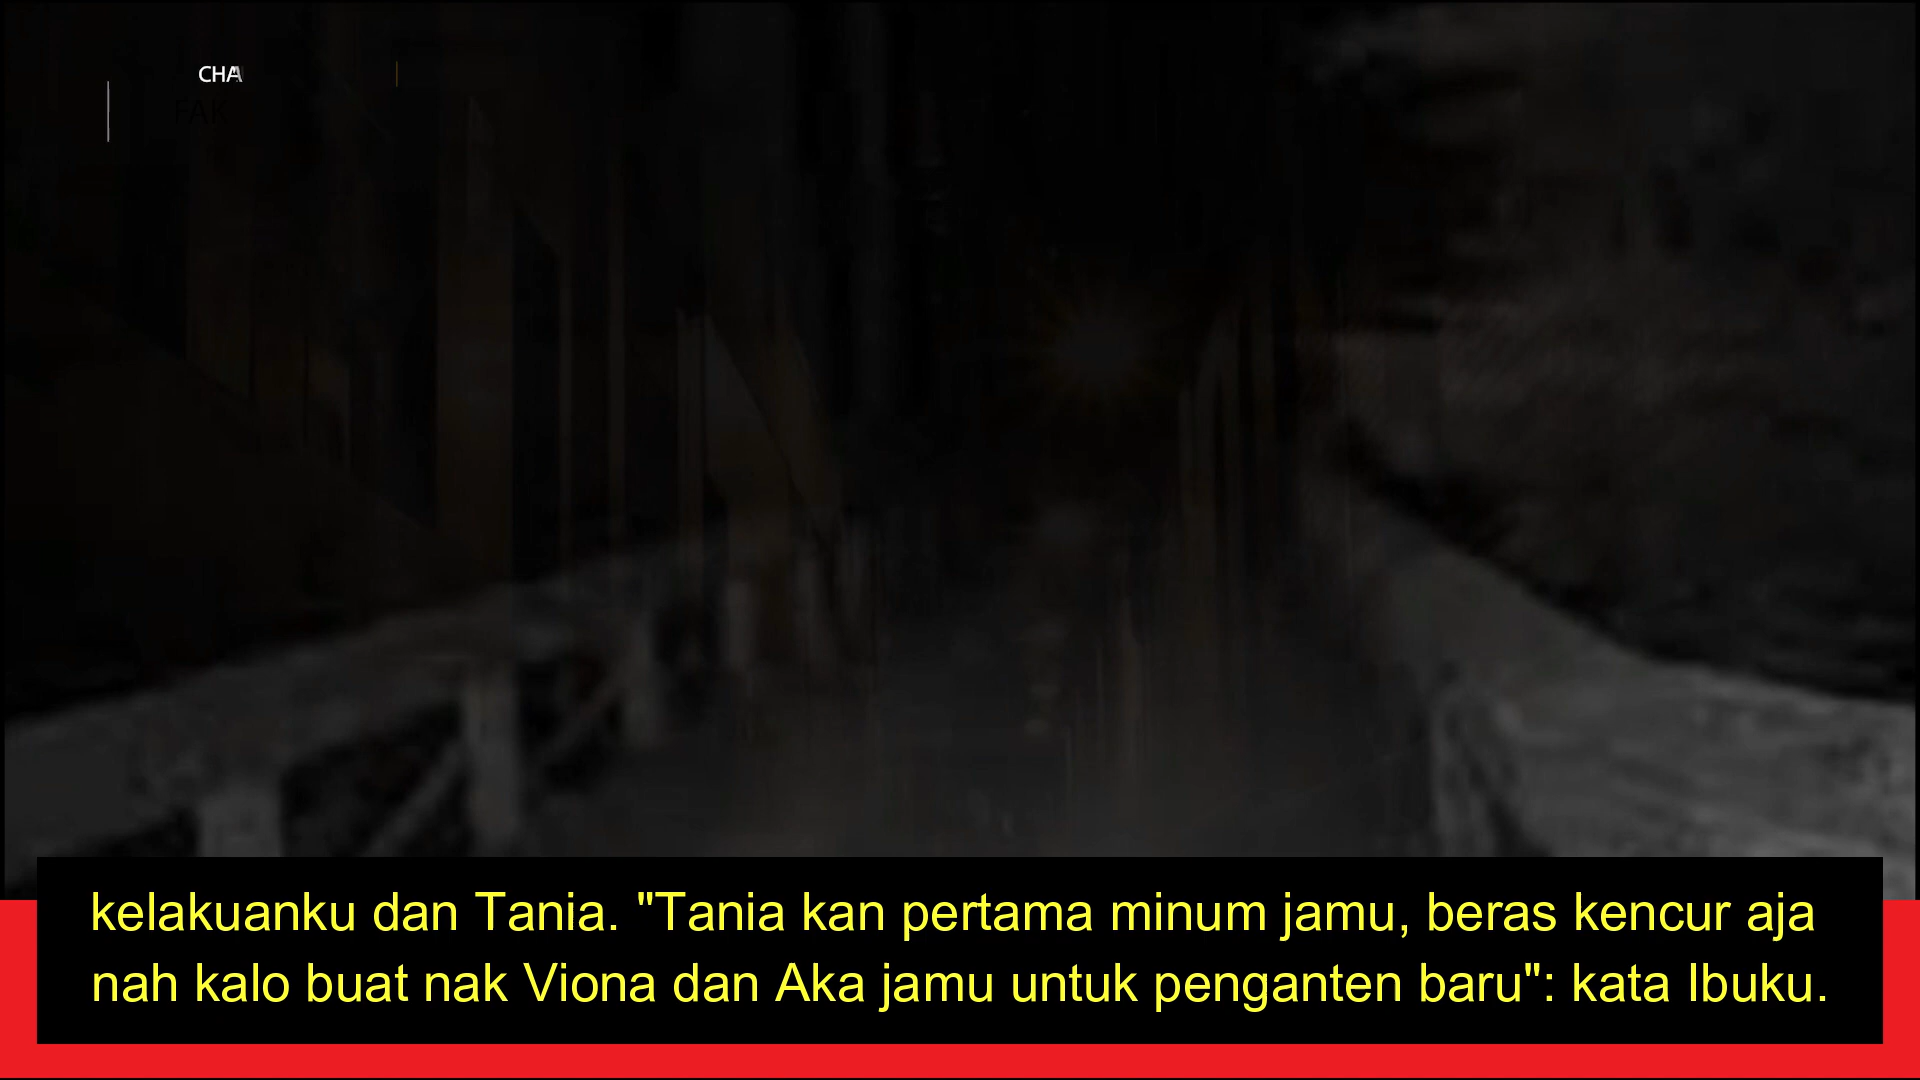 CHA
FAK
kelakuanku dan Tania. "Tania kan pertama minum jamu, beras kencur aja
nah kalo buat nak Viona dan Aka jamu untuk penganten baru": kata Ibuku.